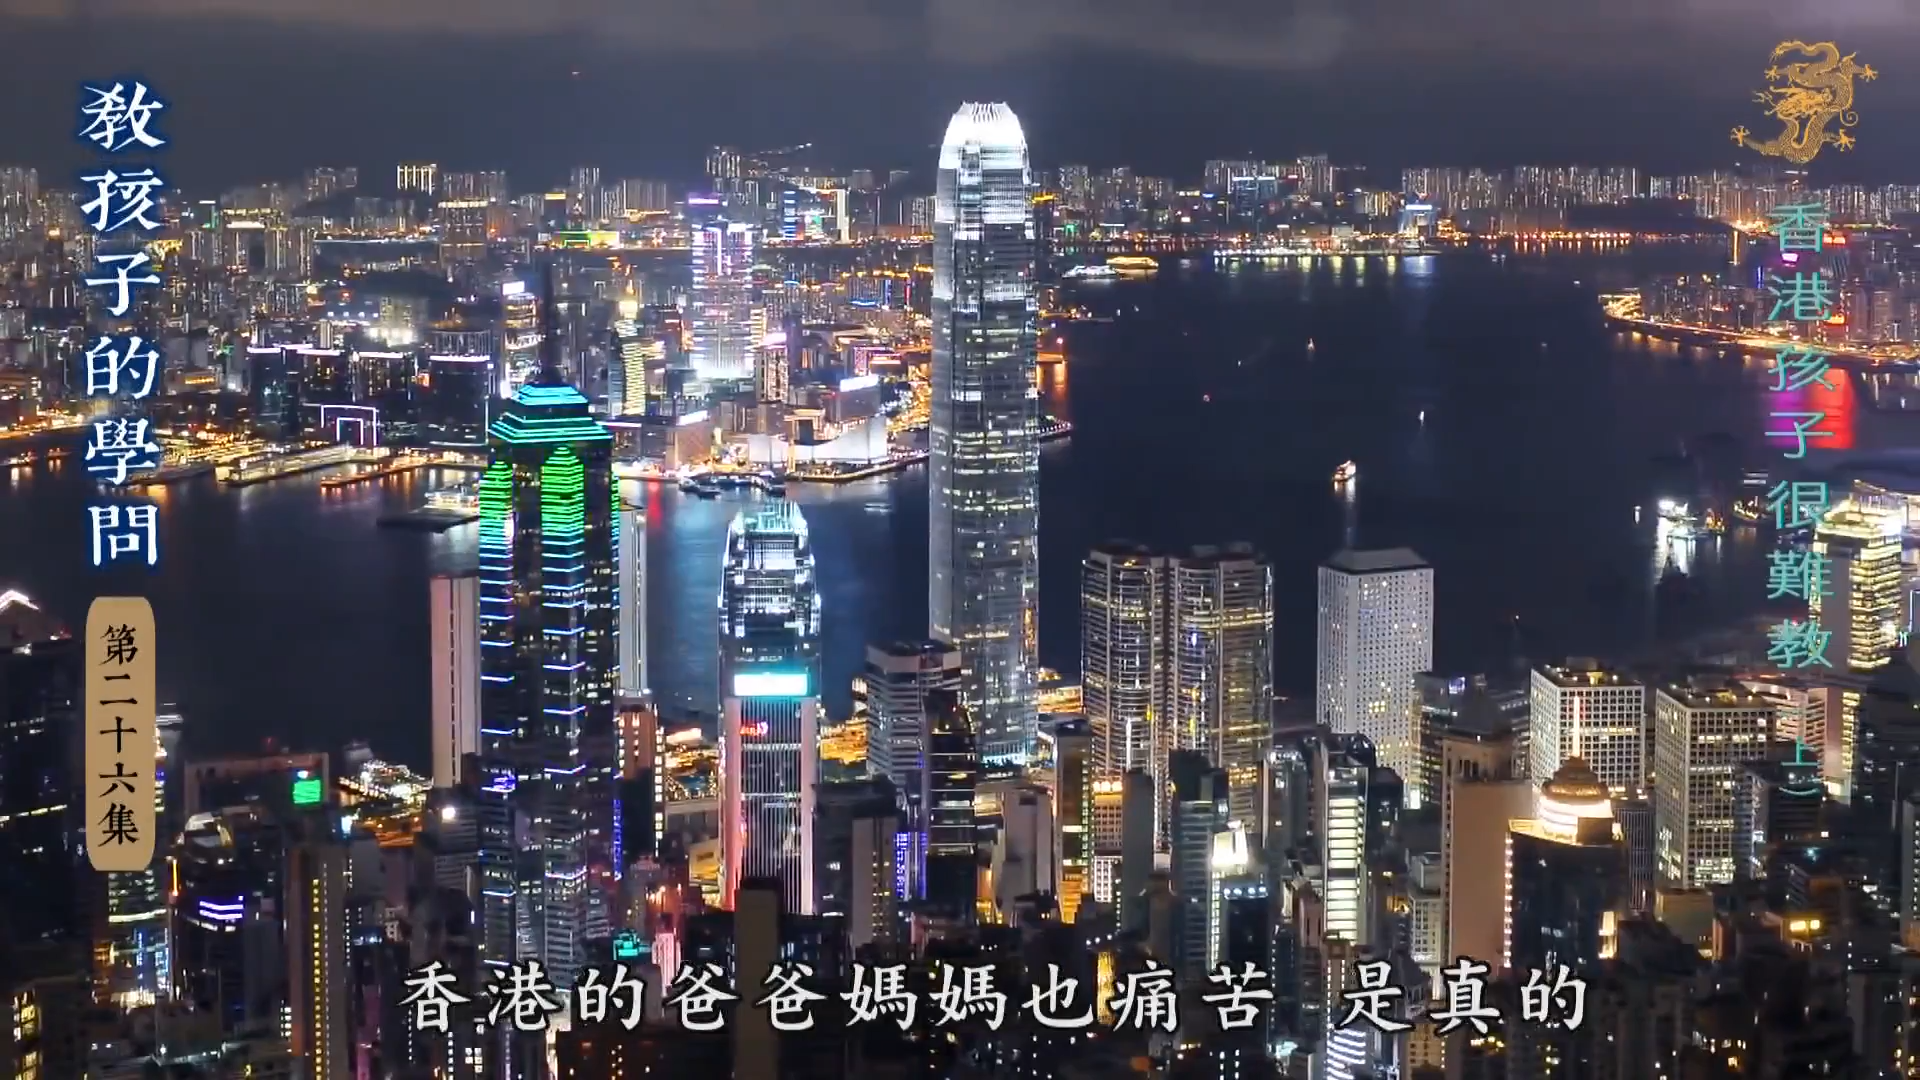 教孩子的學問
第二十六集
香港孩子很難教
上）
香港的爸爸媽媽也痛苦 是真的